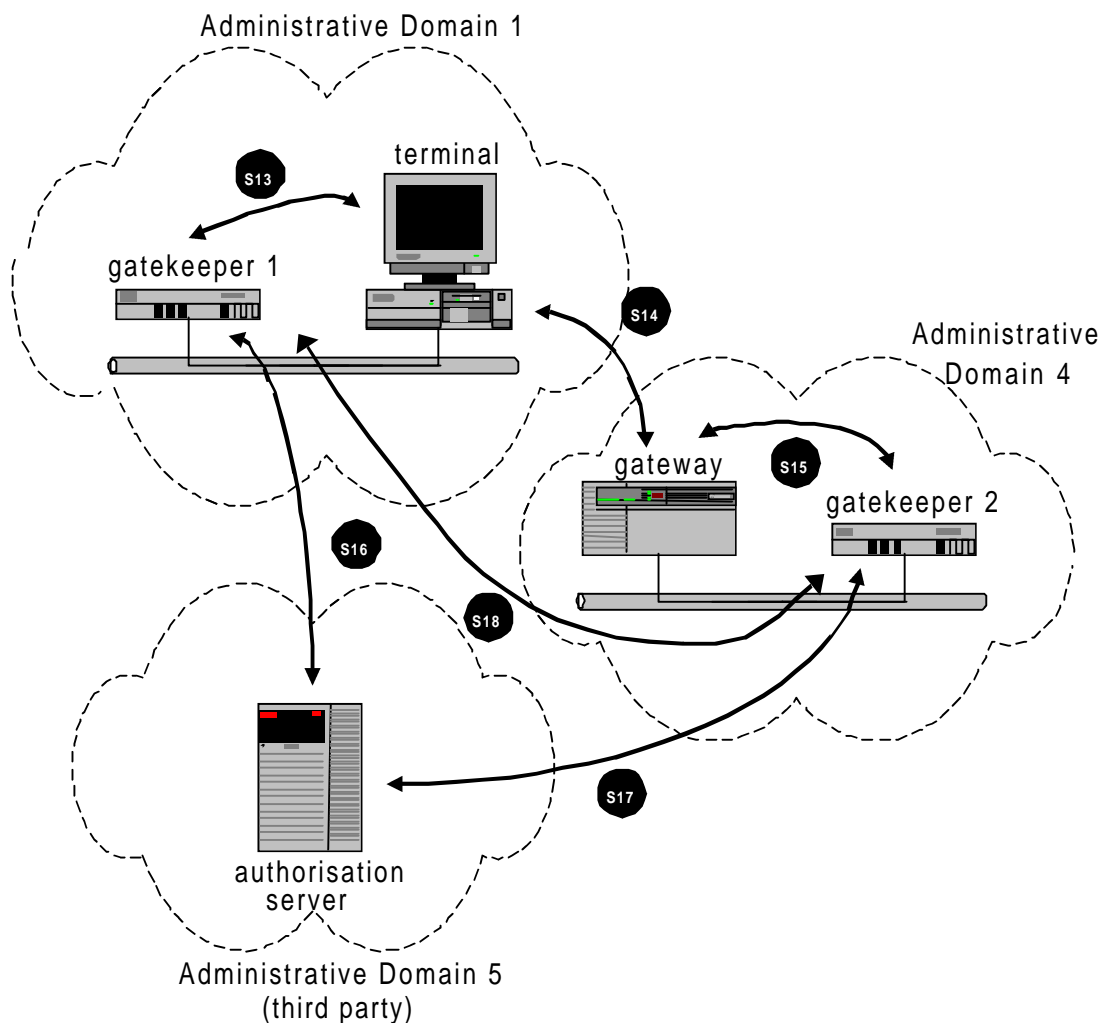 Administrative Domain 1
terminal
S13
gatekeeper 1
S14
Administrative
Domain 4
gateway
S15
gatekeeper 2
S16
S18
S17
authorisation
server
Administrative Domain 5
(third party)